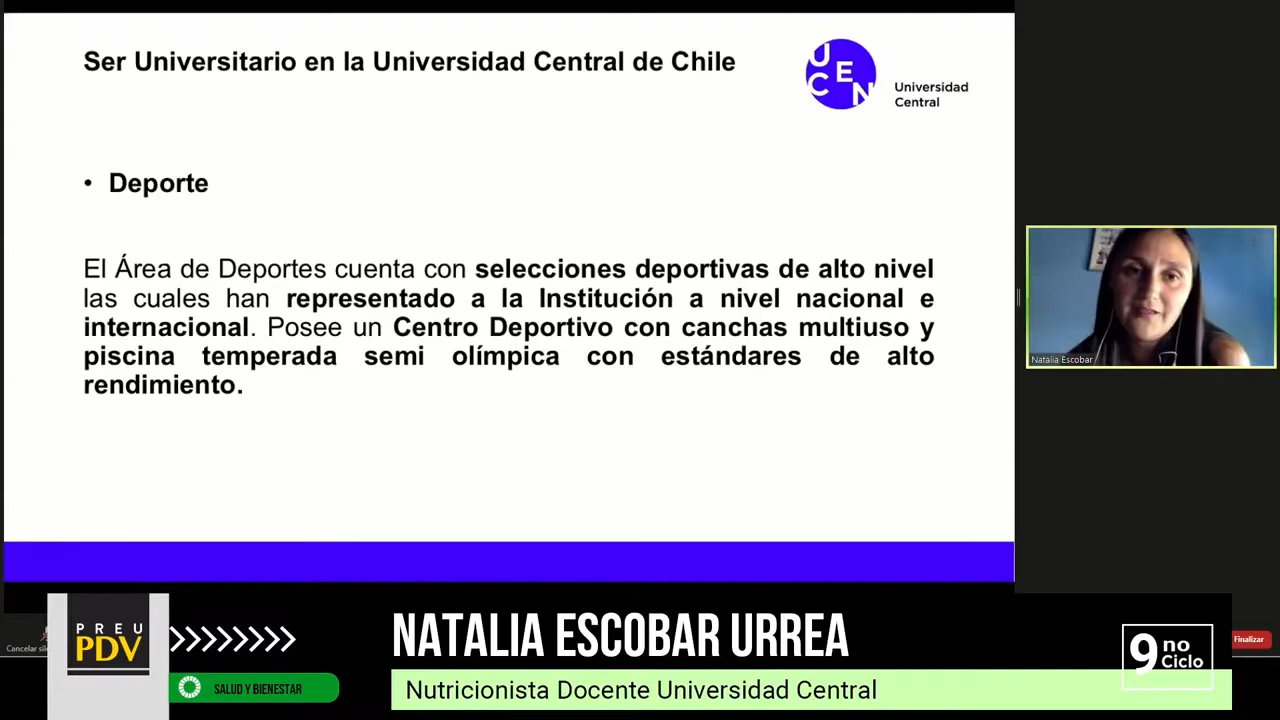 Ser Universitario en la Universidad Central de Chile
UCEN
Universidad
Central
• Deporte
El Área de Deportes cuenta con selecciones deportivas de alto nivel
las cuales han representado a la Institución a nivel nacional e
internacional. Posee un Centro Deportivo con canchas multiuso y
piscina temperada semi olímpica con estándares de alto
rendimiento.
Natalia Escobar
PREU
PDV
SALUD Y BIENESTAR
NATALIA ESCOBAR URREA
Nutricionista Docente Universidad Central
9 no
Ciclo
Cancelar
Finalizar